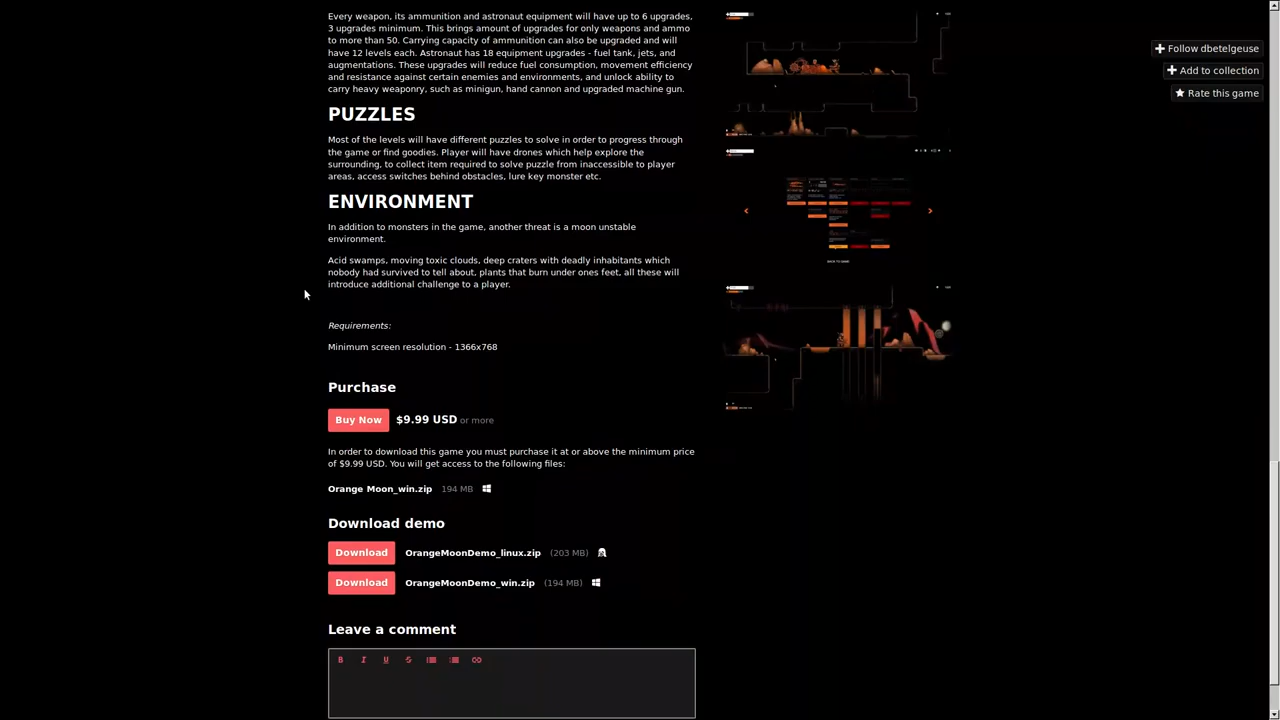 Every weapon, its ammunition and astronaut equipment will have up to 6 upgrades,
3 upgrades minimum. This brings amount of upgrades for only weapons and ammo
to more than 50. Carrying capacity of ammunition can also be upgraded and will
have 12 levels each. Astronaut has 18 equipment upgrades - fuel tank, jets, and
augmentations. These upgrades will reduce fuel consumption, movement efficiency
and resistance against certain enemies and environments, and unlock ability to
carry heavy weaponry, such as minigun, hand cannon and upgraded machine gun.
PUZZLES
Most of the levels will have different puzzles to solve in order to progress through
the game or find goodies. Player will have drones which help explore the
surrounding, to collect item required to solve puzzle from inaccessible to player
areas, access switches behind obstacles, lure key monster etc.
ENVIRONMENT
In addition to monsters in the game, another threat is a moon unstable
environment.
Acid swamps, moving toxic clouds, deep craters with deadly inhabitants which
nobody had survived to tell about, plants that burn under ones feet, all these will
introduce additional challenge to a player.
Requirements:
Minimum screen resolution - 1366x768
Purchase
Buy Now $9.99 USD or more
In order to download this game you must purchase it at or above the minimum price
of $9.99 USD. You will get access to the following files:
Orange Moon_win.zip 194 MB
Download demo
Download OrangeMoonDemo_linux.zip (203 MB)
Download OrangeMoonDemo_win.zip (194 MB)
Leave a comment
B I U S
Follow dbetelgeuse
Add to collection
Rate this game